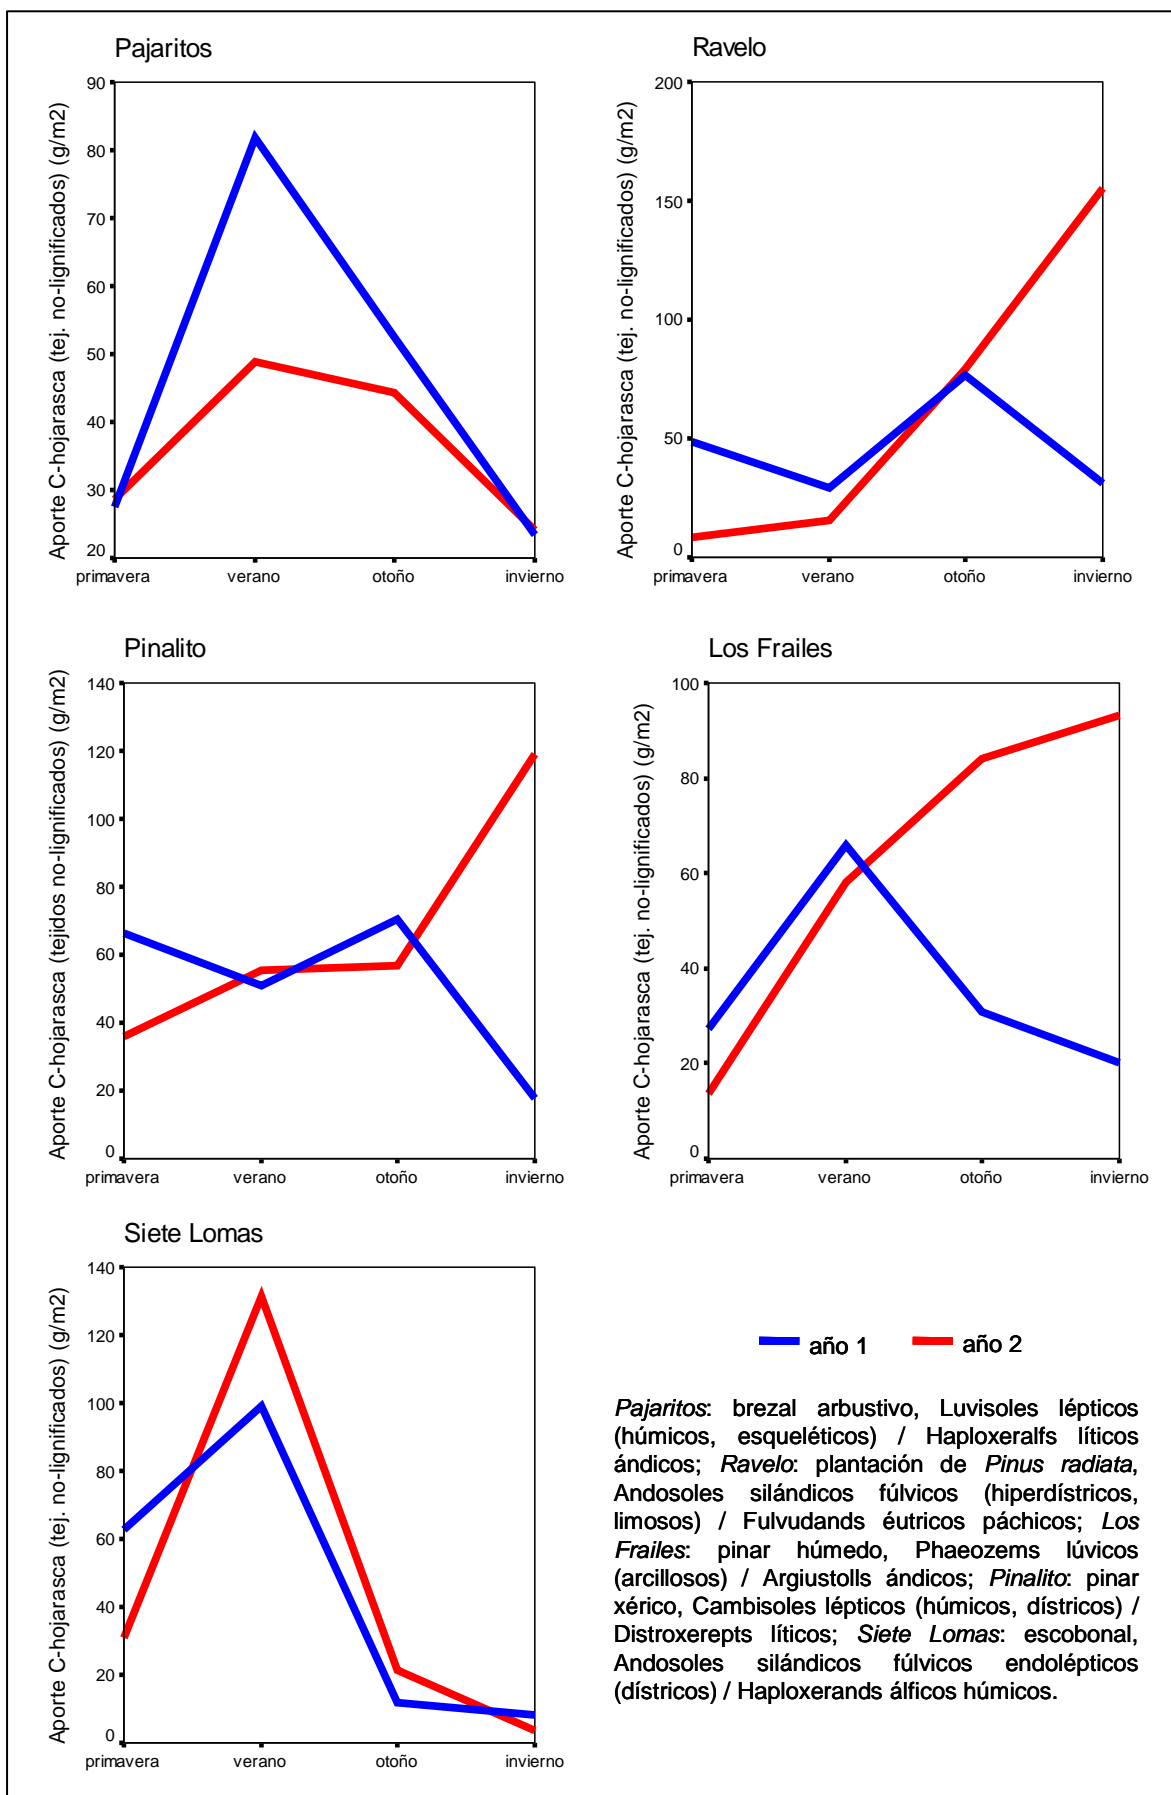 Pajaritos
Aporte C-hojarasca (tej. no-lignificados) (g/m2)
90
80
70
60
50
40
30
20
primavera
verano
otoño
invierno
Ravelo
Aporte C-hojarasca (tej. no-lignificados) (g/m2)
200
150
100
50
0
primavera
verano
otoño
invierno
Pinalito
Aporte C-hojarasca (tejidos no-lignificados) (g/m2)
140
120
100
80
60
40
20
0
primavera
verano
otoño
invierno
Los Frailes
Aporte C-hojarasca (tej. no-lignificados) (g/m2)
100
80
60
40
20
0
primavera
verano
otoño
invierno
Siete Lomas
Aporte C-hojarasca (tej. no-lignificados) (g/m2)
140
120
100
80
60
40
20
0
primavera
verano
otoño
invierno
año 1
año 2
Pajaritos: brezal arbustivo, Luvisoles lépticos
(húmicos, esqueléticos) / Haploxeralfs líticos
ándicos; Ravelo: plantación de Pinus radiata,
Andosoles silándicos fúlvicos (hiperdístricos,
limosos) / Fulvudands éutricos páchicos; Los
Frailes: pinar húmedo, Phaeozems lúvicos
(arcillosos) / Argiustolls ándicos; Pinalito: pinar
xérico, Cambisoles lépticos (húmicos, dístricos) /
Distroxerepts líticos; Siete Lomas: escobonal,
Andosoles silándicos fúlvicos endolépticos
(dístricos) / Haploxerands álficos húmicos.